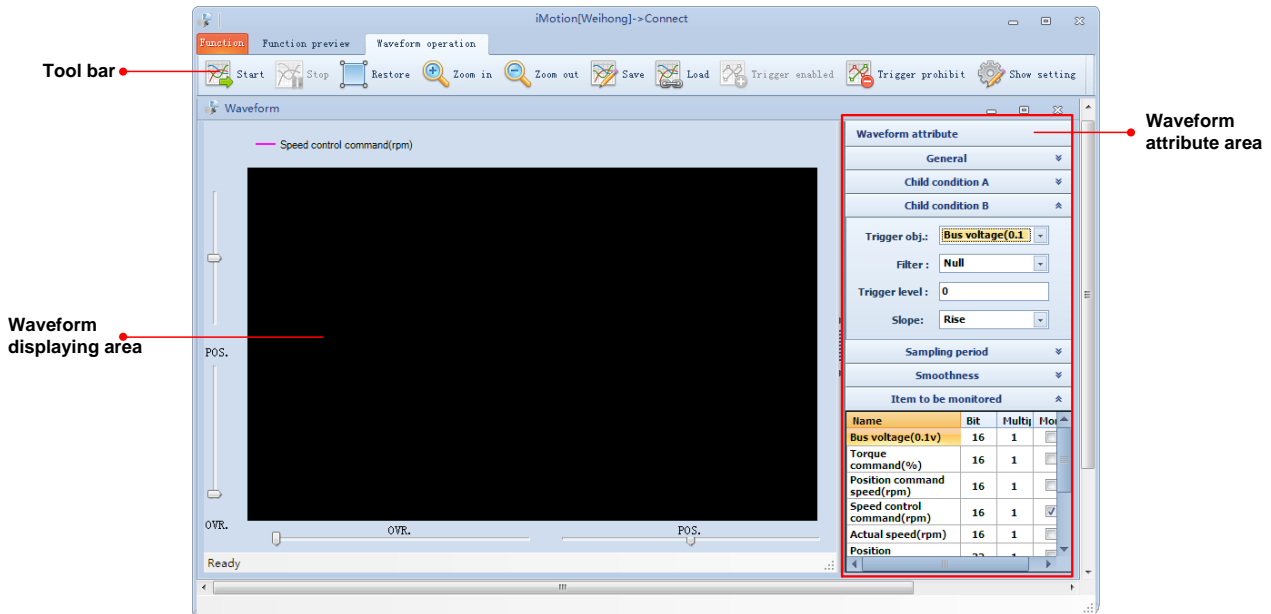 iMotion[Weihong]->Connect
Function Function preview Waveform operation
Tool bar
Start Stop Restore Zoom in Zoom out Save Load Trigger enabled Trigger prohibit Show setting
Waveform
Waveform
attribute area
Speed control command(rpm)
Waveform attribute
General
Child condition A
Child condition B
Trigger obj.: Bus voltage(0.1
Filter : Null
Trigger level : 0
Slope: Rise
Waveform
displaying area
POS.
OVR.
OVR. POS.
Sampling period
Smoothness
Item to be monitored
Name Bit Multip Mo
Bus voltage(0.1v) 16 1
Torque
command(%) 16 1
Position command
speed(rpm) 16 1
Speed control
command(rpm) 16 1
Actual speed(rpm) 16 1
Position
Ready